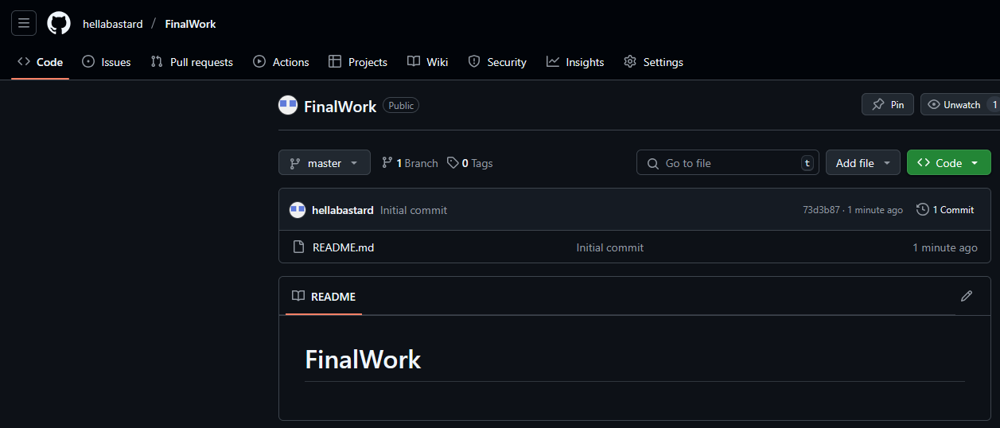 hellabastard / FinalWork
Code Issues Pull requests Actions Projects Wiki Security Insights Settings
FinalWork Public Pin Unwatch 1
master 1 Branch 0 Tags Go to file t Add file Code
hellabastard Initial commit 73d3b87 · 1 minute ago 1 Commit
README.md Initial commit 1 minute ago
README
FinalWork